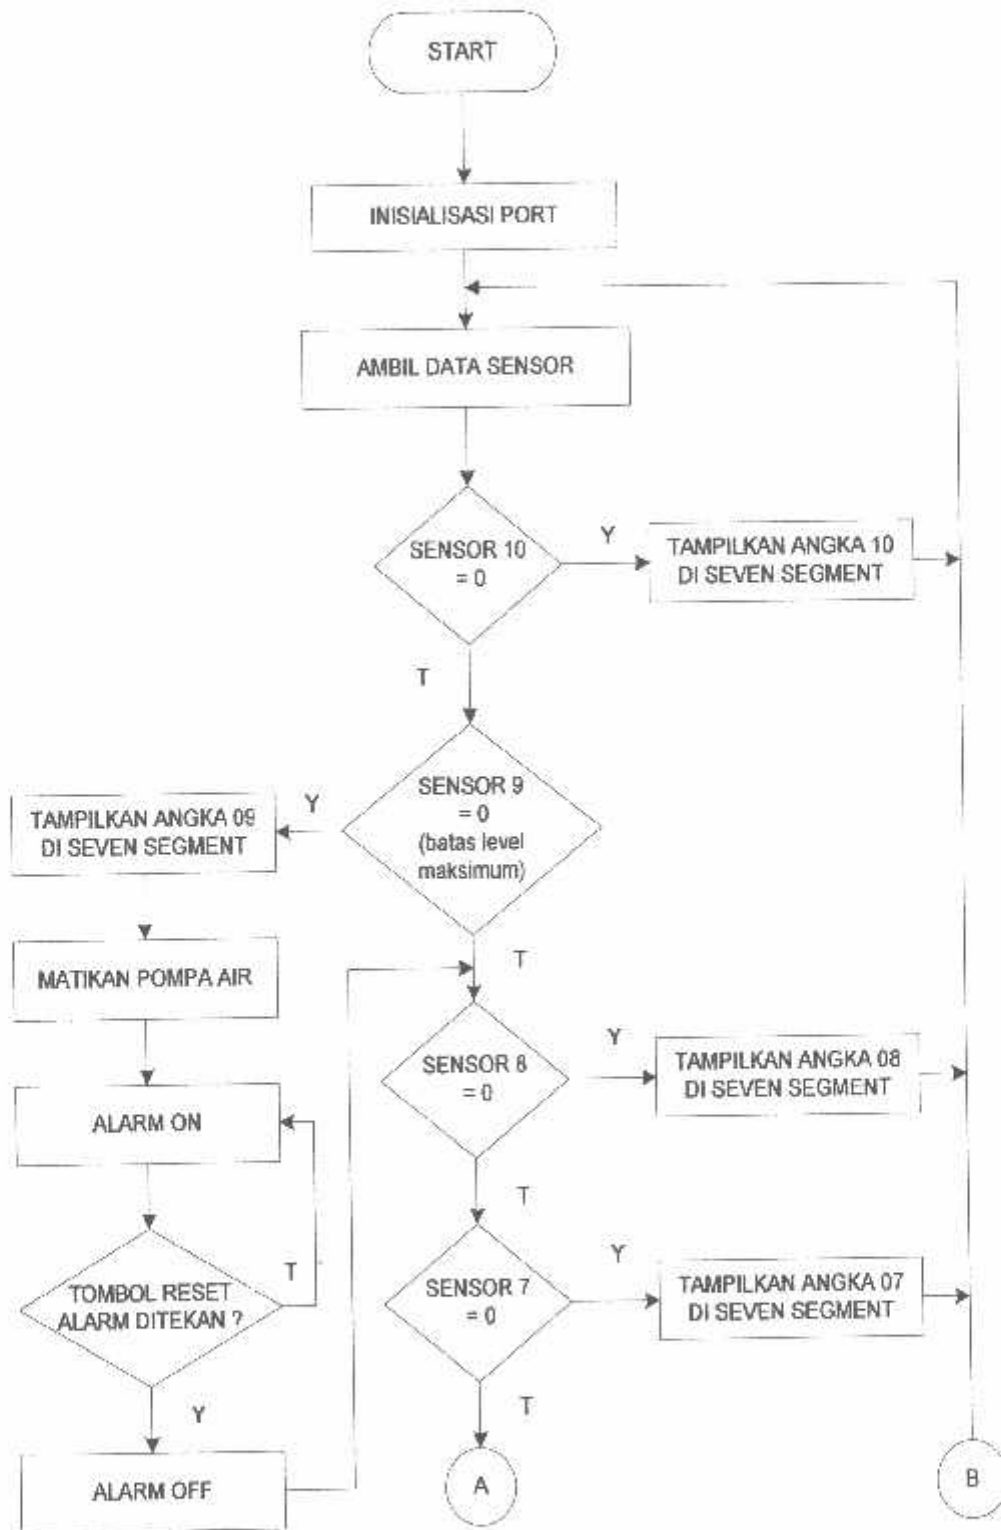 START
INISIALISASI PORT
AMBIL DATA SENSOR
SENSOR 10
= 0
Y
TAMPILKAN ANGKA 10
DI SEVEN SEGMENT
T
SENSOR 9
= 0
(batas level
maksimum)
Y
TAMPILKAN ANGKA 09
DI SEVEN SEGMENT
T
MATIKAN POMPA AIR
SENSOR 8
= 0
Y
TAMPILKAN ANGKA 08
DI SEVEN SEGMENT
ALARM ON
T
SENSOR 7
= 0
Y
TAMPILKAN ANGKA 07
DI SEVEN SEGMENT
TOMBOL RESET
ALARM DITEKAN ?
T
Y
T
ALARM OFF
A
B